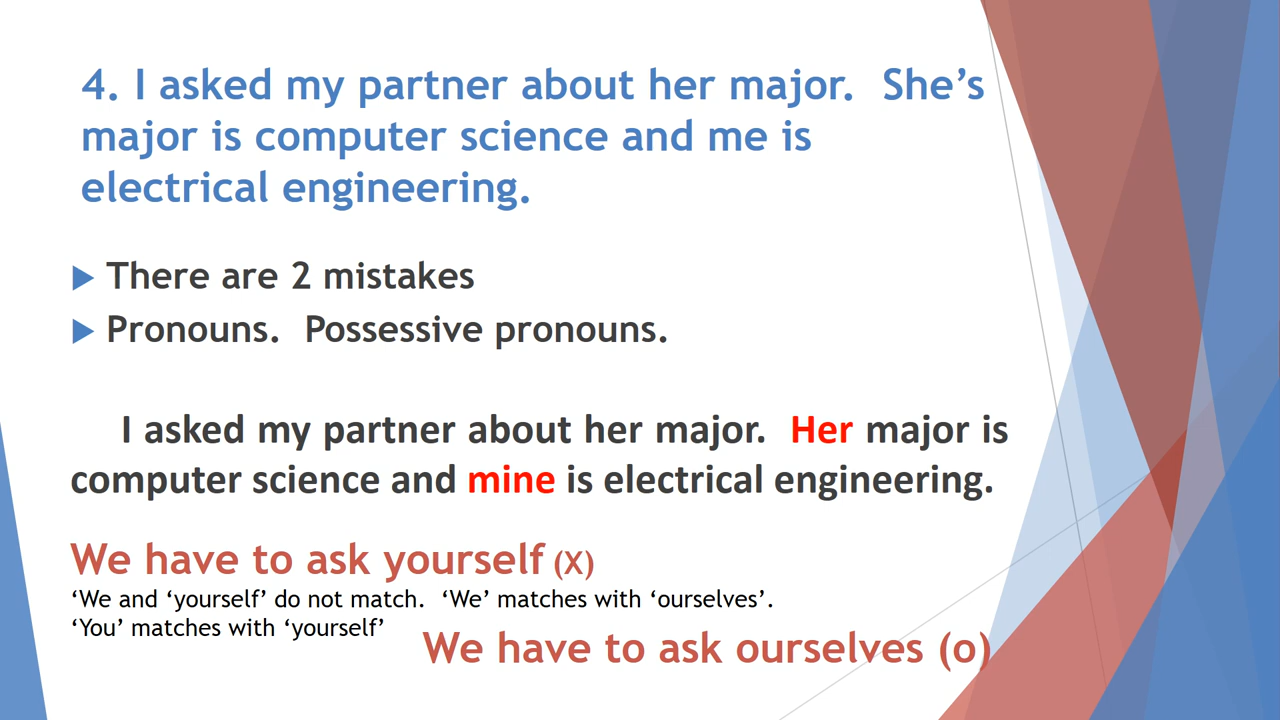 4. I asked my partner about her major.  She’s
major is computer science and me is
electrical engineering.
There are 2 mistakes
Pronouns.  Possessive pronouns.
I asked my partner about her major.  Her major is
computer science and mine is electrical engineering.
We have to ask yourself (X)
‘We and ‘yourself’ do not match.  ‘We’ matches with ‘ourselves’.
‘You’ matches with ‘yourself’
We have to ask ourselves (o)